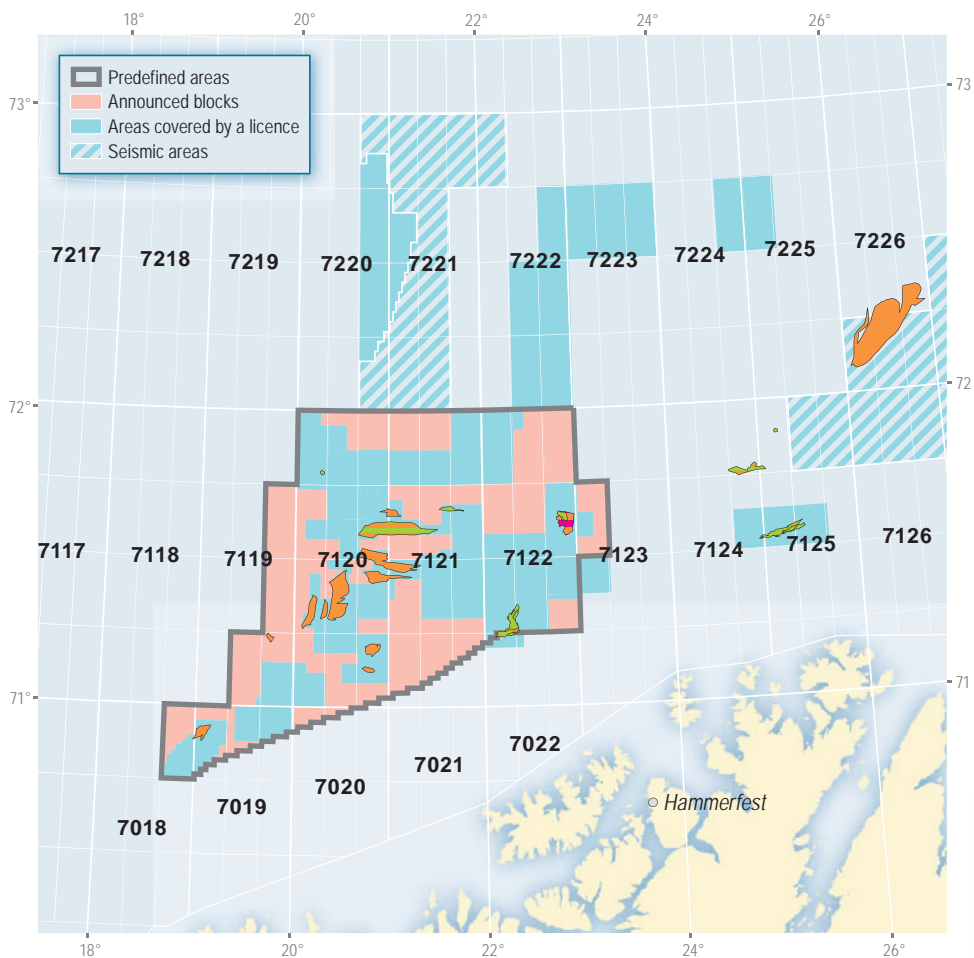 18° 20° 22° 24° 26°
Predefined areas
Announced blocks
Areas covered by a licence
Seismic areas
73° 73
7217 7218 7219 7220 7221 7222 7223 7224 7225 7226
72° 72
7117 7118 7119 7120 7121 7122 7123 7124 7125 7126
71° 71
7018 7019 7020 7021 7022
Hammerfest
18° 20° 22° 24° 26°